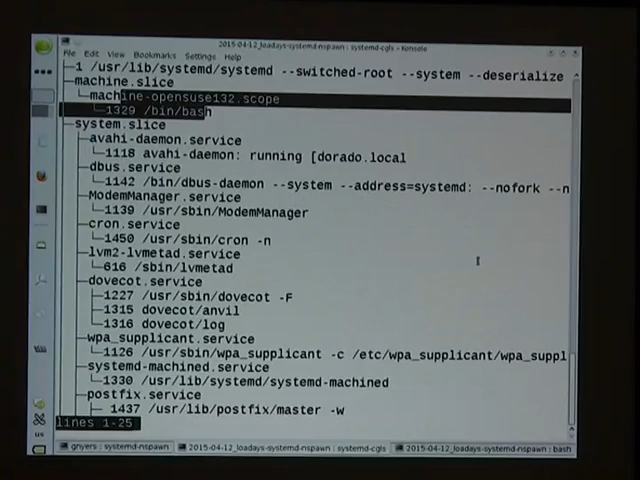 2015-04-12_loadays-systemd-nspawn : systemd-cgls – Konsole
File Edit View Bookmarks Settings Help
├─1 /usr/lib/systemd/systemd --switched-root --system --deserialize
├─machine.slice
│ └─machine-opensuse132.scope
│   └─1329 /bin/bash
└─system.slice
├─avahi-daemon.service
│ └─1118 avahi-daemon: running [dorado.local
├─dbus.service
│ └─1142 /bin/dbus-daemon --system --address=systemd: --nofork --n
├─ModemManager.service
│ └─1139 /usr/sbin/ModemManager
├─cron.service
│ └─1450 /usr/sbin/cron -n
├─lvm2-lvmetad.service
│ └─616 /sbin/lvmetad
├─dovecot.service
│ ├─1227 /usr/sbin/dovecot -F
│ ├─1315 dovecot/anvil
│ └─1316 dovecot/log
├─wpa_supplicant.service
│ └─1126 /usr/sbin/wpa_supplicant -c /etc/wpa_supplicant/wpa_suppl
├─systemd-machined.service
│ └─1330 /usr/lib/systemd/systemd-machined
├─postfix.service
│ ├─ 1437 /usr/lib/postfix/master -w
lines 1-25
us
gnyers : systemd-nspawn
2015-04-12_loadays-systemd-nspawn : systemd-cgls
2015-04-12_loadays-systemd-nspawn : bash